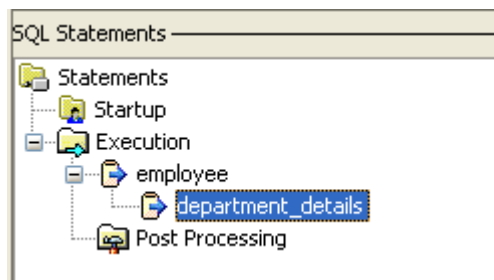 SQL Statements
Statements
Startup
Execution
employee
department_details
Post Processing